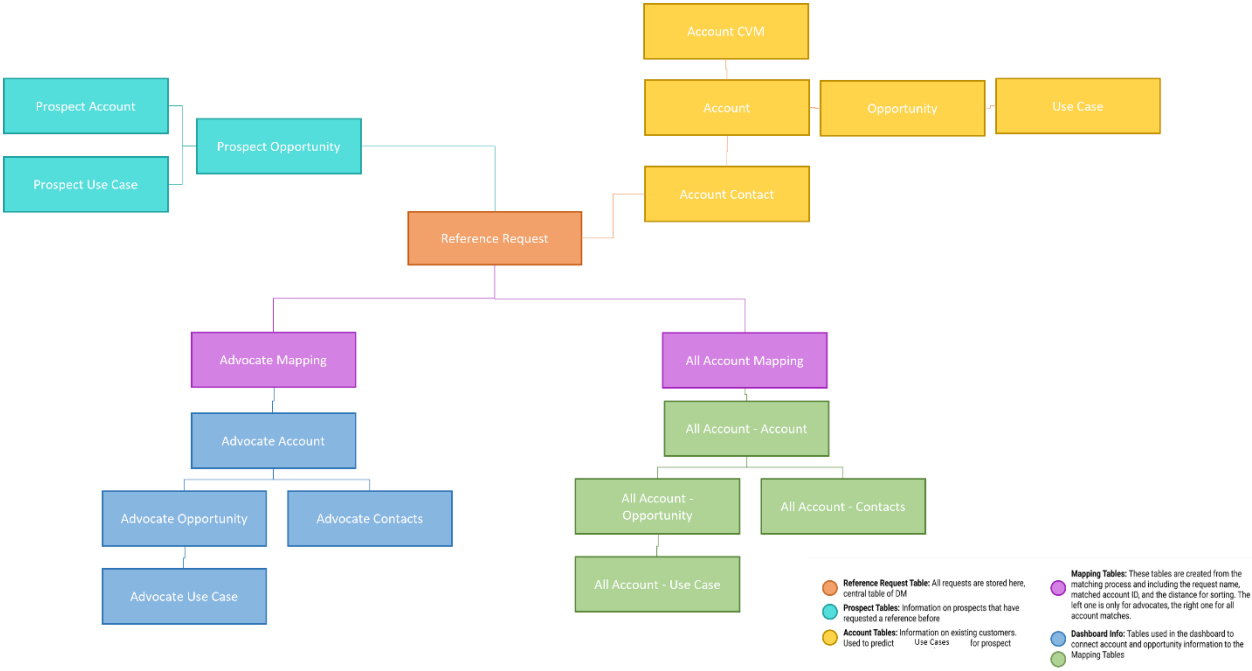 Account CVM
Prospect Account
Account
Opportunity
Use Case
Prospect Opportunity
Prospect Use Case
Account Contact
Reference Request
Advocate Mapping
All Account Mapping
Advocate Account
All Account - Account
Advocate Opportunity
Advocate Contacts
All Account -
Opportunity
All Account - Contacts
Advocate Use Case
All Account - Use Case
Reference Request Table: All requests are stored here,
central table of DM
Prospect Tables: Information on prospects that have
requested a reference before
Account Tables: Information on existing customers.
Used to predict Use Cases for prospect
Mapping Tables: These tables are created from the
matching process and including the request name,
matched account ID, and the distance for sorting. The
left one is only for advocates, the right one for all
account matches.
Dashboard Info: Tables used in the dashboard to
connect account and opportunity information to the
Mapping Tables